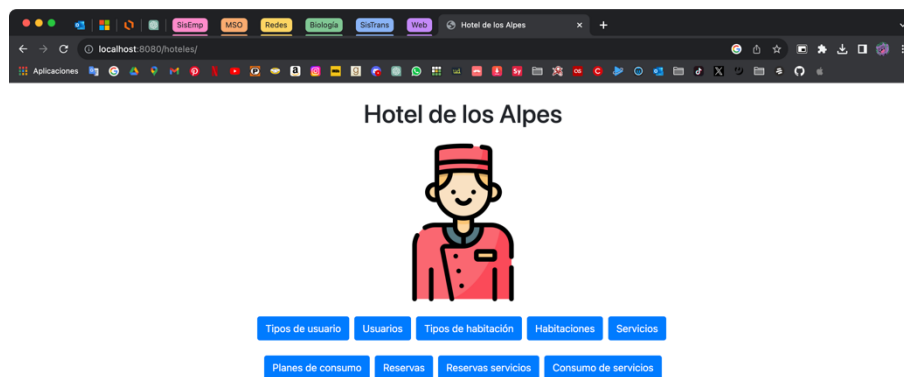 SisEmp MSO Redes Biología SisTrans Web Hotel de los Alpes
localhost:8080/hoteles/
Aplicaciones
Hotel de los Alpes
Tipos de usuario Usuarios Tipos de habitación Habitaciones Servicios
Planes de consumo Reservas Reservas servicios Consumo de servicios